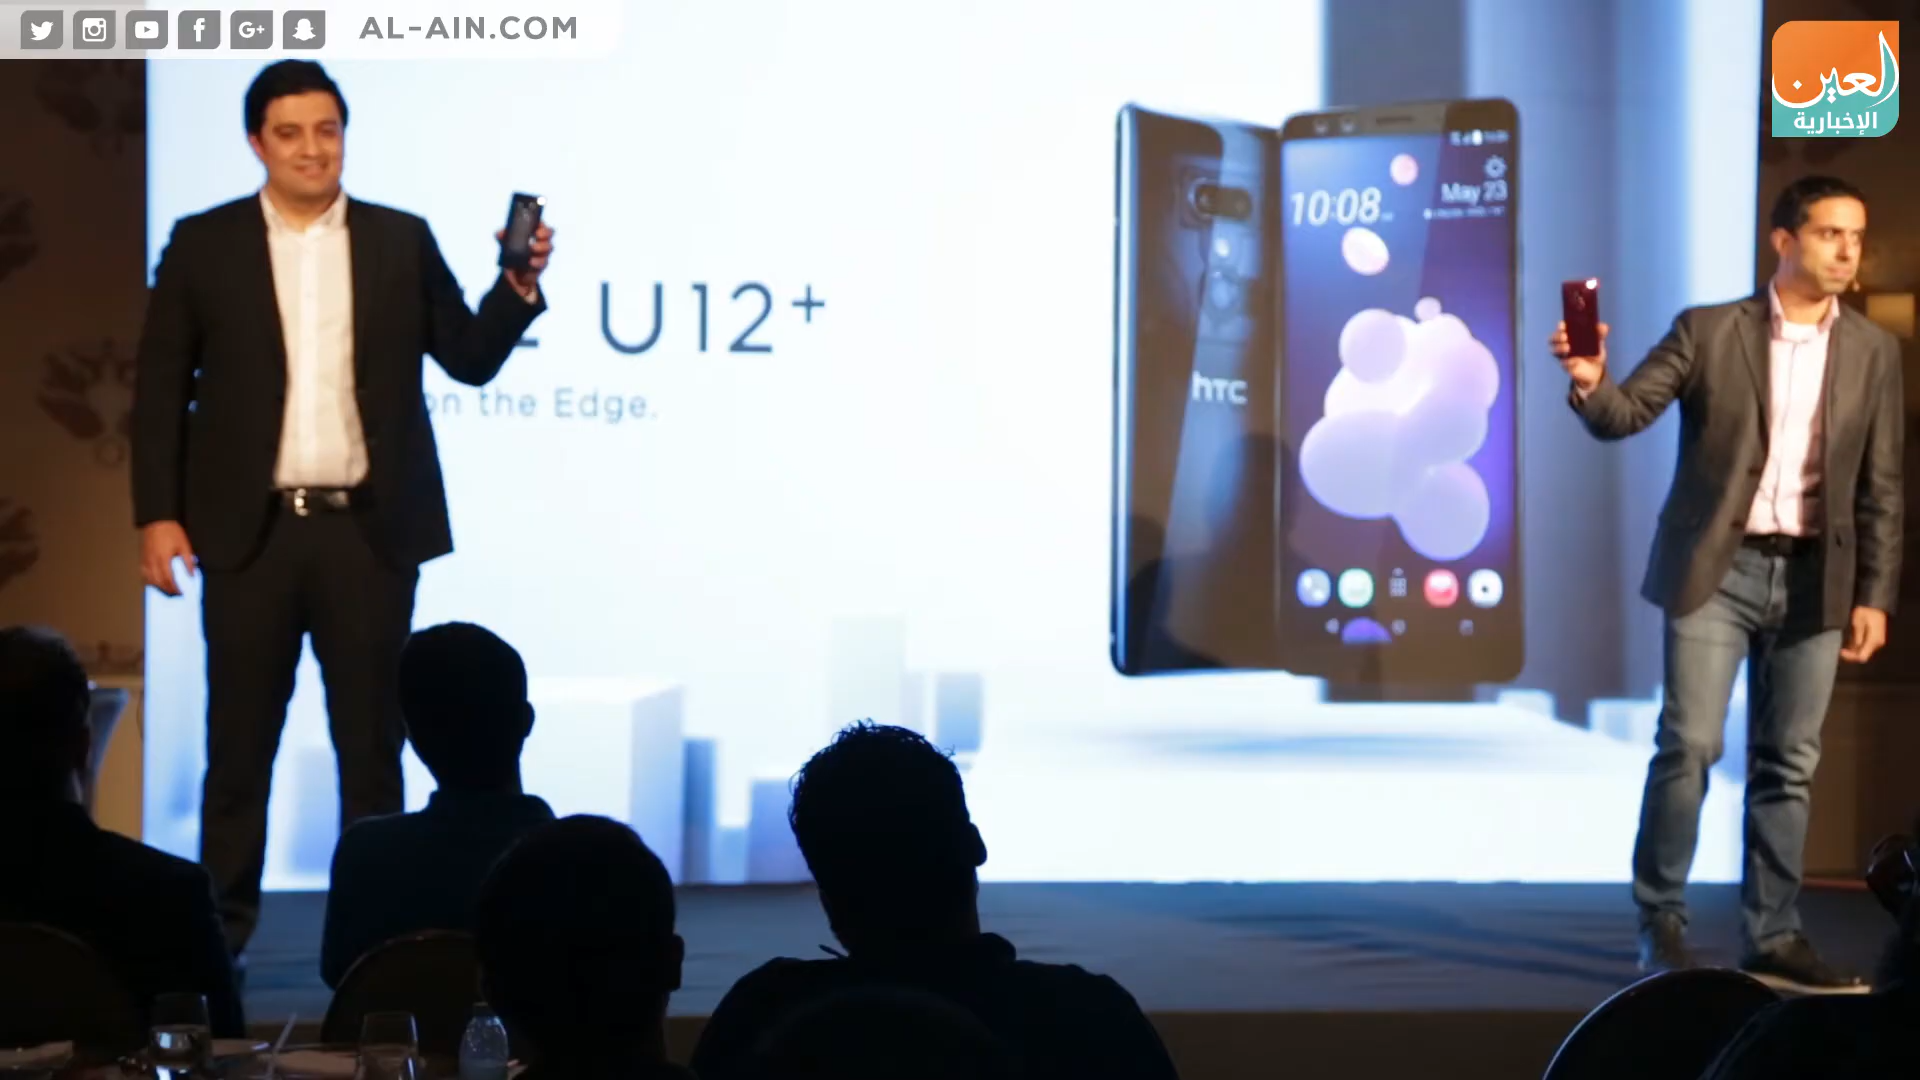 AL-AIN.COM
العين
الإخبارية
U12+
on the Edge.
10:08
May 23
hTC